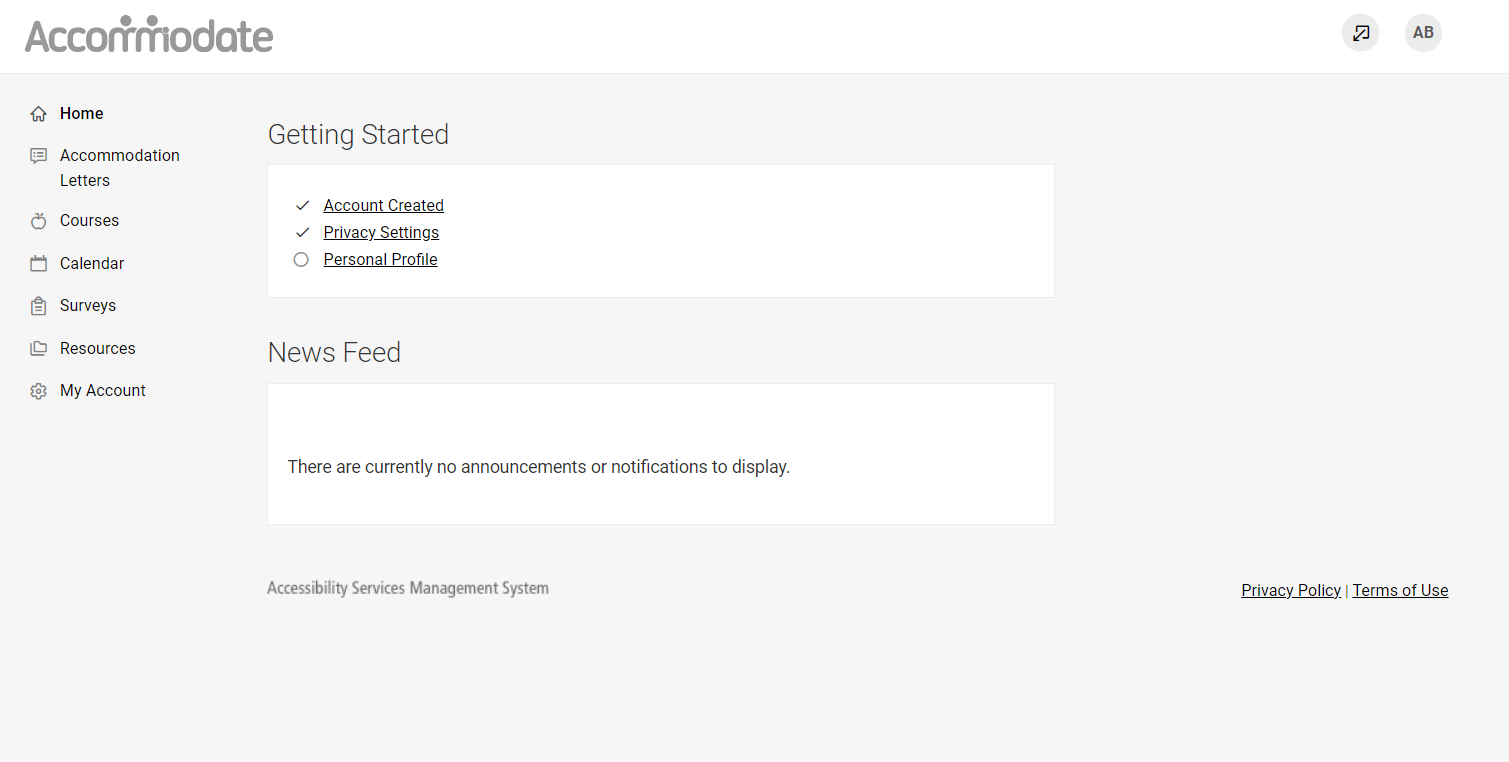 Accommodate
AB
Home
Accommodation
Letters
Courses
Calendar
Surveys
Resources
My Account
Getting Started
Account Created
Privacy Settings
Personal Profile
News Feed
There are currently no announcements or notifications to display.
Accessibility Services Management System
Privacy Policy | Terms of Use